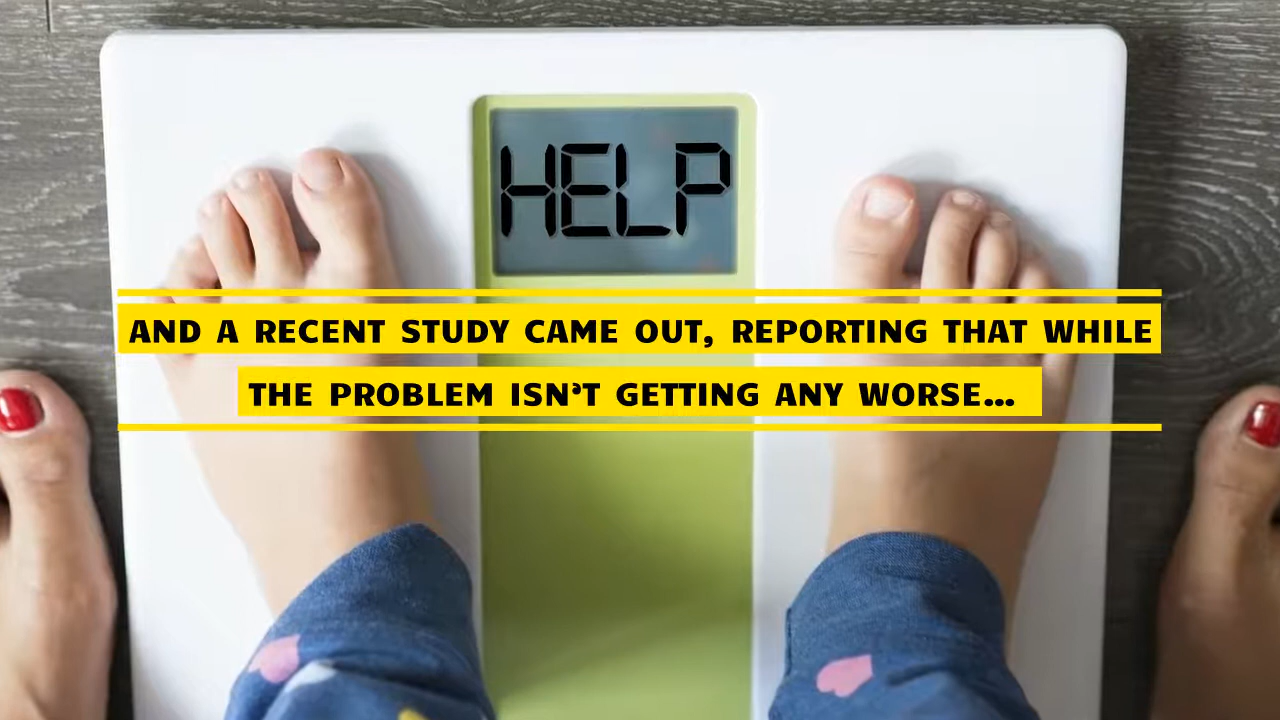 HELP
AND A RECENT STUDY CAME OUT, REPORTING THAT WHILE
THE PROBLEM ISN’T GETTING ANY WORSE...